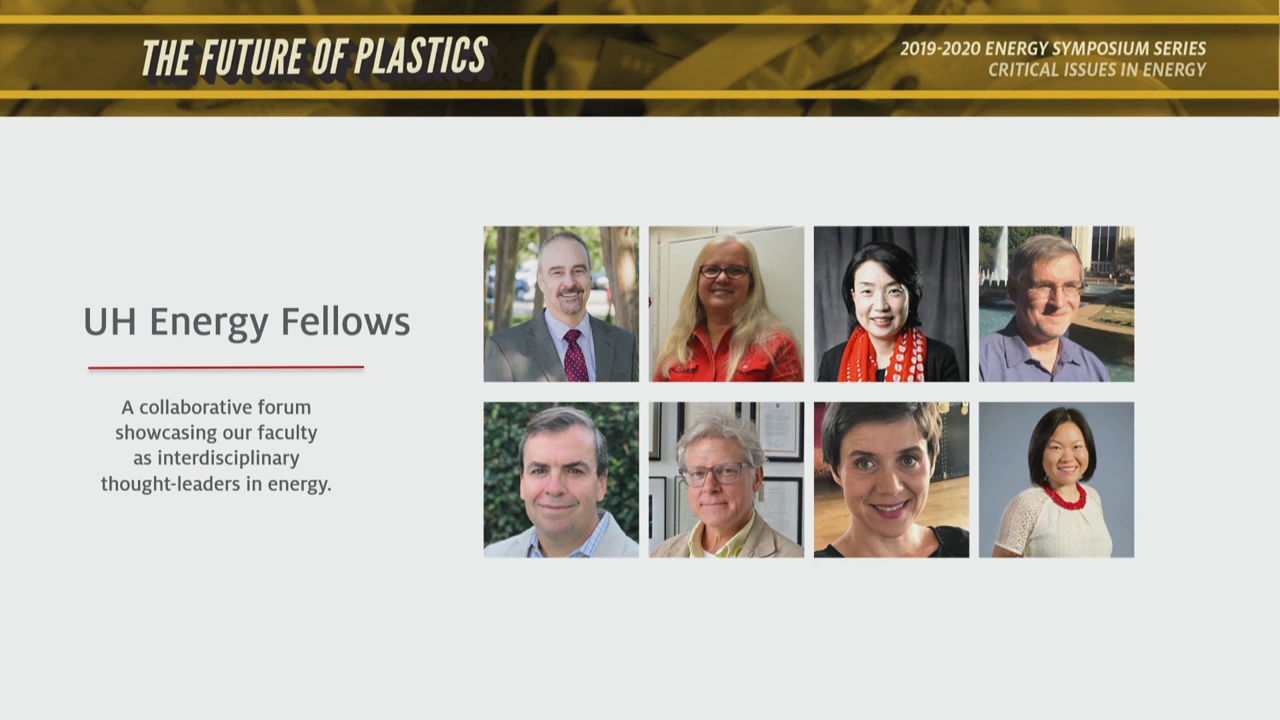 THE FUTURE OF PLASTICS
2019-2020 ENERGY SYMPOSIUM SERIES
CRITICAL ISSUES IN ENERGY
UH Energy Fellows
A collaborative forum
showcasing our faculty
as interdisciplinary
thought-leaders in energy.